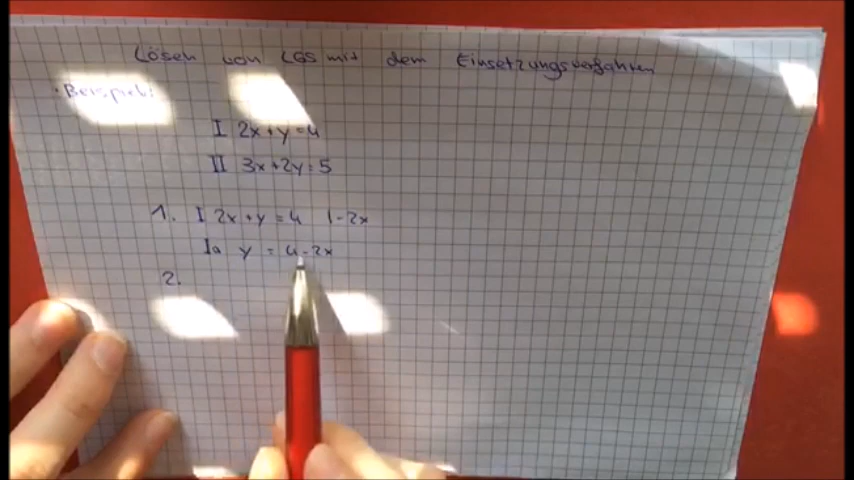 Lösen von LGS mit dem Einsetzungsverfahren
• Beispiel:
I 2x+y=4
II 3x+2y=5
1. I 2x+y=4 |-2x
Ia y = 4-2x
2.